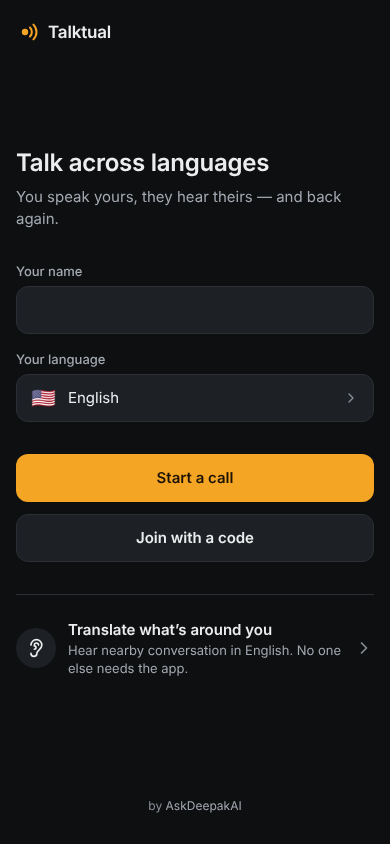 Talktual
Talk across languages
You speak yours, they hear theirs — and back
again.
Your name
Your language
English
Start a call
Join with a code
Translate what’s around you
Hear nearby conversation in English. No one
else needs the app.
by AskDeepakAI